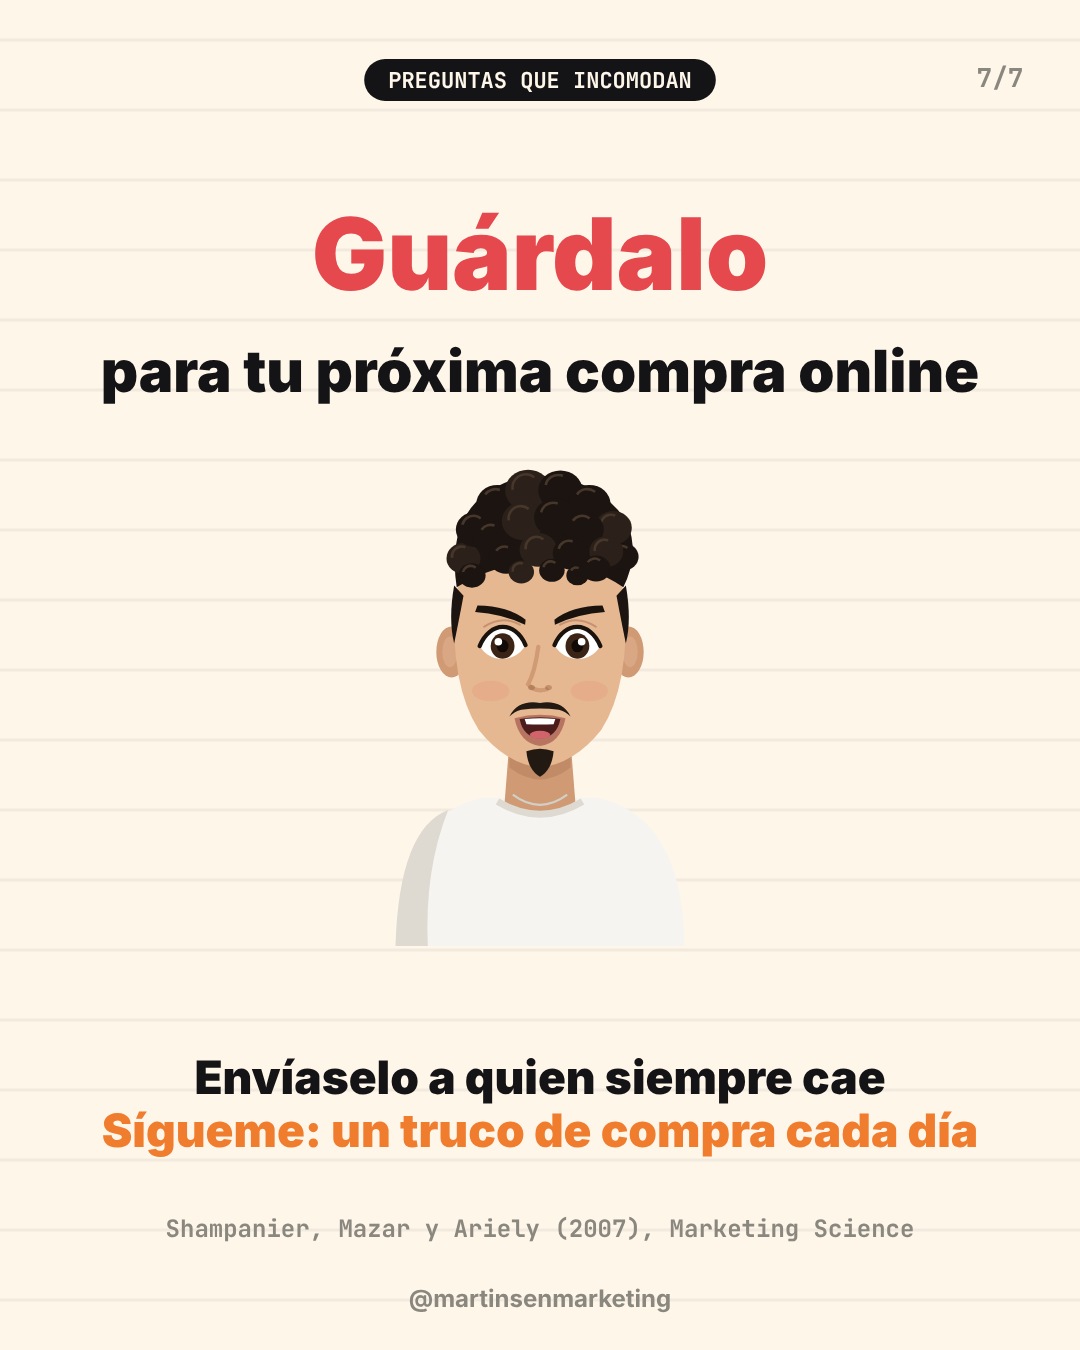 PREGUNTAS QUE INCOMODAN
7/7
Guárdalo
para tu próxima compra online
Envíaselo a quien siempre cae
Sígueme: un truco de compra cada día
Shampanier, Mazar y Ariely (2007), Marketing Science
@martinsenmarketing